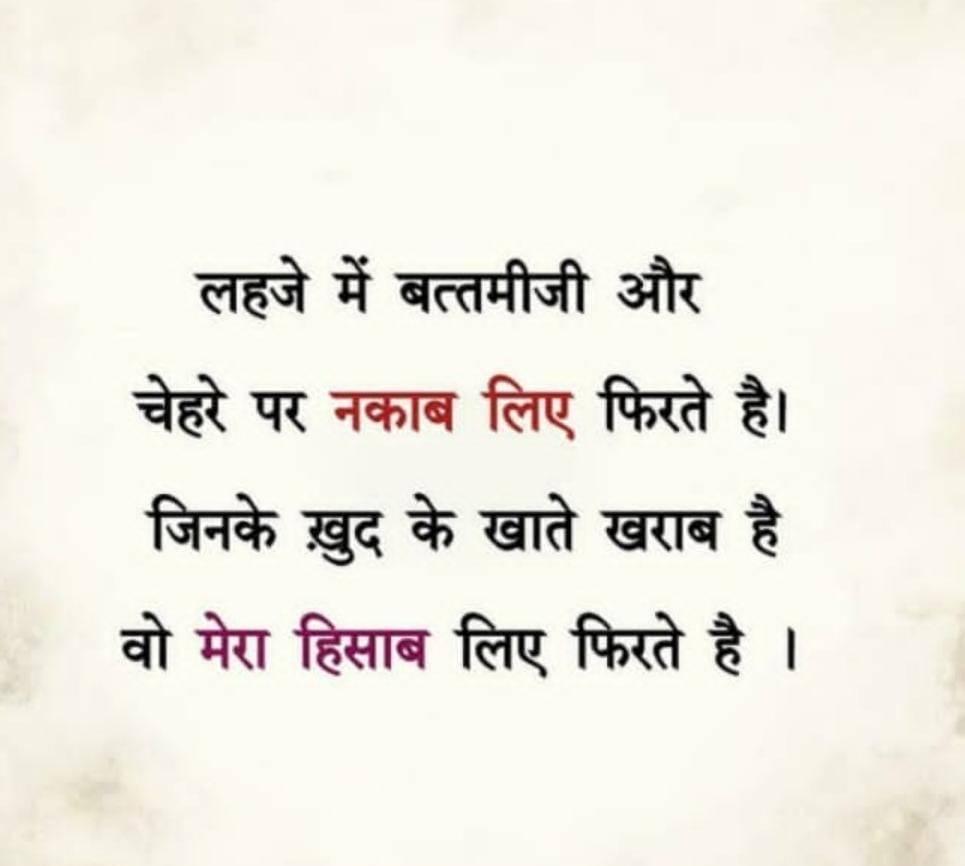 लहजे में बत्तमीजी और
चेहरे पर नकाब लिए फिरते है।
जिनके ख़ुद के खाते खराब है
वो मेरा हिसाब लिए फिरते है ।